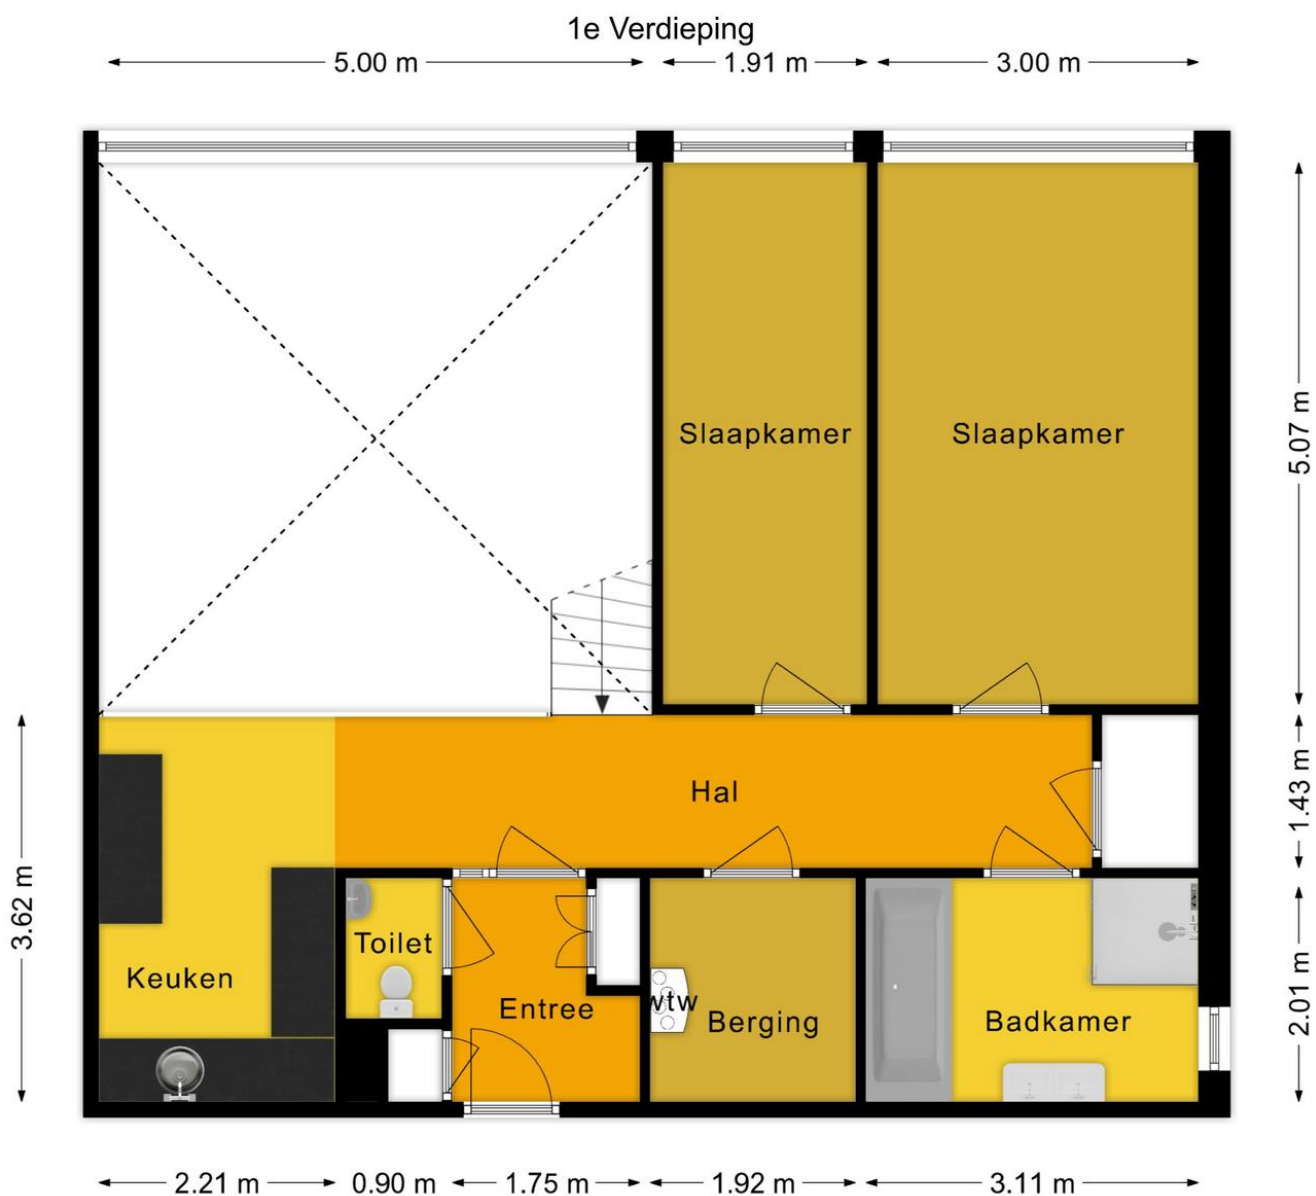 1e Verdieping
5.00 m
1.91 m
3.00 m
Slaapkamer
Slaapkamer
5.07 m
Hal
1.43 m
3.62 m
Keuken
Toilet
Entree
wtw
Berging
Badkamer
2.01 m
2.21 m
0.90 m
1.75 m
1.92 m
3.11 m